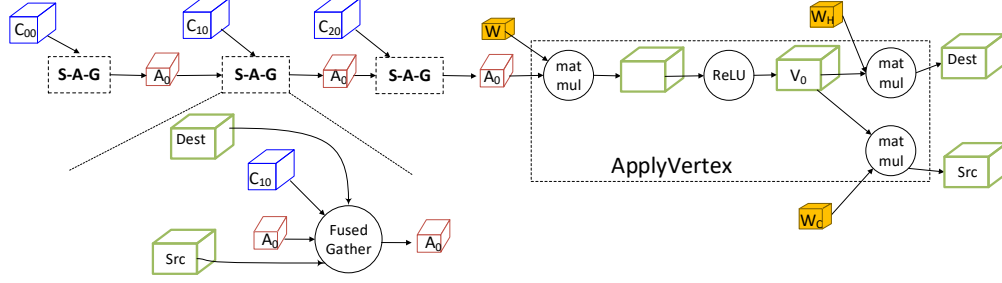 C00
C10
C20
S-A-G
A0
S-A-G
A0
S-A-G
A0
W
mat
mul
ReLU
V0
WH
mat
mul
Dest
mat
mul
Src
WC
ApplyVertex
Dest
C10
A0
Fused
Gather
A0
Src